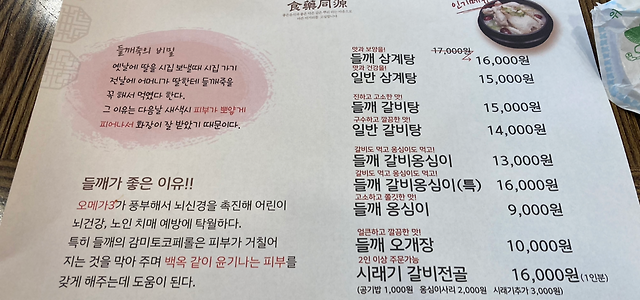 食藥同源
인기메뉴
들깨죽의 비밀
옛날에 딸을 시집 보낼때 시집 가기
전날에 어머니가 딸한테 들깨죽을
꼭 해서 먹였다 한다.
그 이유는 다음날 새색시 피부가 뽀얗게
피어나서 화장이 잘 받았기 때문이다.
들깨가 좋은 이유!!
오메가3가 풍부해서 뇌신경을 촉진해 어린이
뇌건강, 노인 치매 예방에 탁월하다.
특히 들깨의 감미토코페롤은 피부가 거칠어
지는 것을 막아 주며 백옥 같이 윤기나는 피부를
갖게 해주는데 도움이 된다.
맛과 보양을!
17,000원
들깨 삼계탕 16,000원
맛과 건강을!
일반 삼계탕 15,000원
진하고 고소한 맛!
들깨 갈비탕 15,000원
구수하고 깔끔한 맛!
일반 갈비탕 14,000원
갈비도 먹고 옹심이도 먹고!
들깨 갈비옹심이 13,000원
갈비도 먹고 옹심이도 먹고!
들깨 갈비옹심이(특) 16,000원
고소하고 쫄깃한 맛!
들깨 옹심이 9,000원
얼큰하고 깔끔한 맛!
들깨 오개장 10,000원
2인 이상 주문가능
시래기 갈비전골 16,000원(1인분)
(공기밥 1,000원 옹심이사리 2,000원 시래기추가 3,000원)